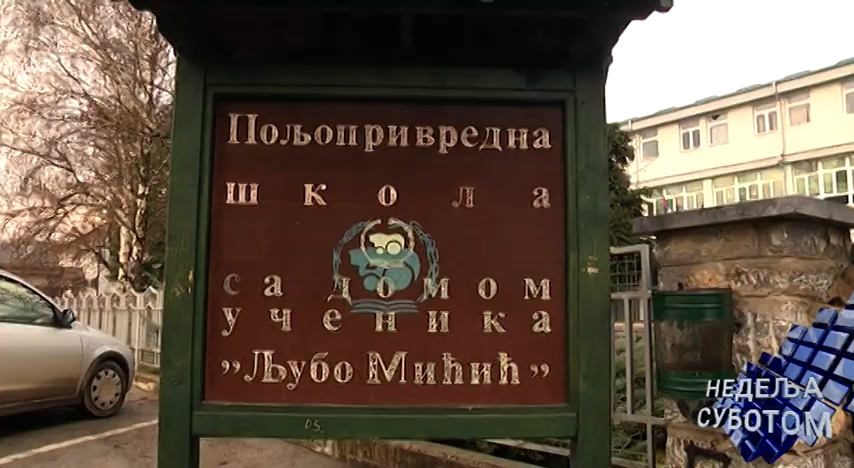 Пољопривредна
школа
са домом
ученика
„Љубо Мићић"
P.S.
НЕДЕЉА
СУБОТОМ